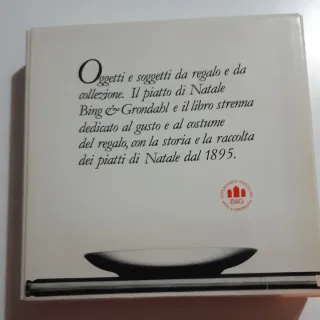 Oggetti e soggetti da regalo e da
collezione. Il piatto di Natale
Bing & Grondahl e il libro strenna
dedicato al gusto e al costume
del regalo, con la storia e la raccolta
dei piatti di Natale dal 1895.
B&G